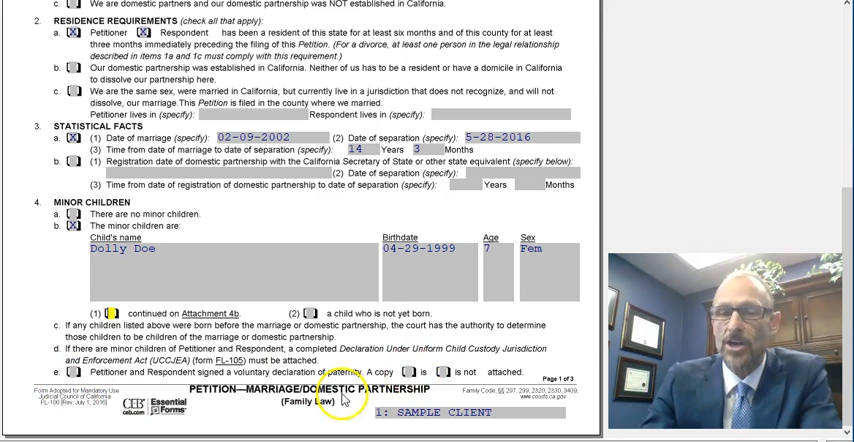 c. We are domestic partners and our domestic partnership was NOT established in California.
2. RESIDENCE REQUIREMENTS (check all that apply):
a. X Petitioner X Respondent has been a resident of this state for at least six months and of this county for at least
three months immediately preceding the filing of this Petition. (For a divorce, at least one person in the legal relationship
described in items 1a and 1c must comply with this requirement.)
b. Our domestic partnership was established in California. Neither of us has to be a resident or have a domicile in California
to dissolve our partnership here.
c. We are the same sex, were married in California, but currently live in a jurisdiction that does not recognize, and will not
dissolve, our marriage.This Petition is filed in the county where we married.
Petitioner lives in (specify): Respondent lives in (specify):
3. STATISTICAL FACTS
a. X (1) Date of marriage (specify): 02-09-2002 (2) Date of separation (specify): 5-28-2016
(3) Time from date of marriage to date of separation (specify): 14 Years 3 Months
b. (1) Registration date of domestic partnership with the California Secretary of State or other state equivalent (specify below):
(2) Date of separation (specify):
(3) Time from date of registration of domestic partnership to date of separation (specify): Years Months
4. MINOR CHILDREN
a. There are no minor children.
b. X The minor children are:
Child's name Birthdate Age Sex
Dolly Doe 04-29-1999 7 Fem
(1) continued on Attachment 4b. (2) a child who is not yet born.
c. If any children listed above were born before the marriage or domestic partnership, the court has the authority to determine
those children to be children of the marriage or domestic partnership.
d. If there are minor children of Petitioner and Respondent, a completed Declaration Under Uniform Child Custody Jurisdiction
and Enforcement Act (UCCJEA) (form FL-105) must be attached.
e. Petitioner and Respondent signed a voluntary declaration of paternity. A copy is is not attached.
Page 1 of 3
Form Adopted for Mandatory Use
Judicial Council of California
FL-100 [Rev. July 1, 2016]
CEB
ceb.com
Essential
Forms
PETITION—MARRIAGE/DOMESTIC PARTNERSHIP
(Family Law)
Family Code, §§ 297, 299, 2320, 2330, 3409;
www.courts.ca.gov
1: SAMPLE CLIENT